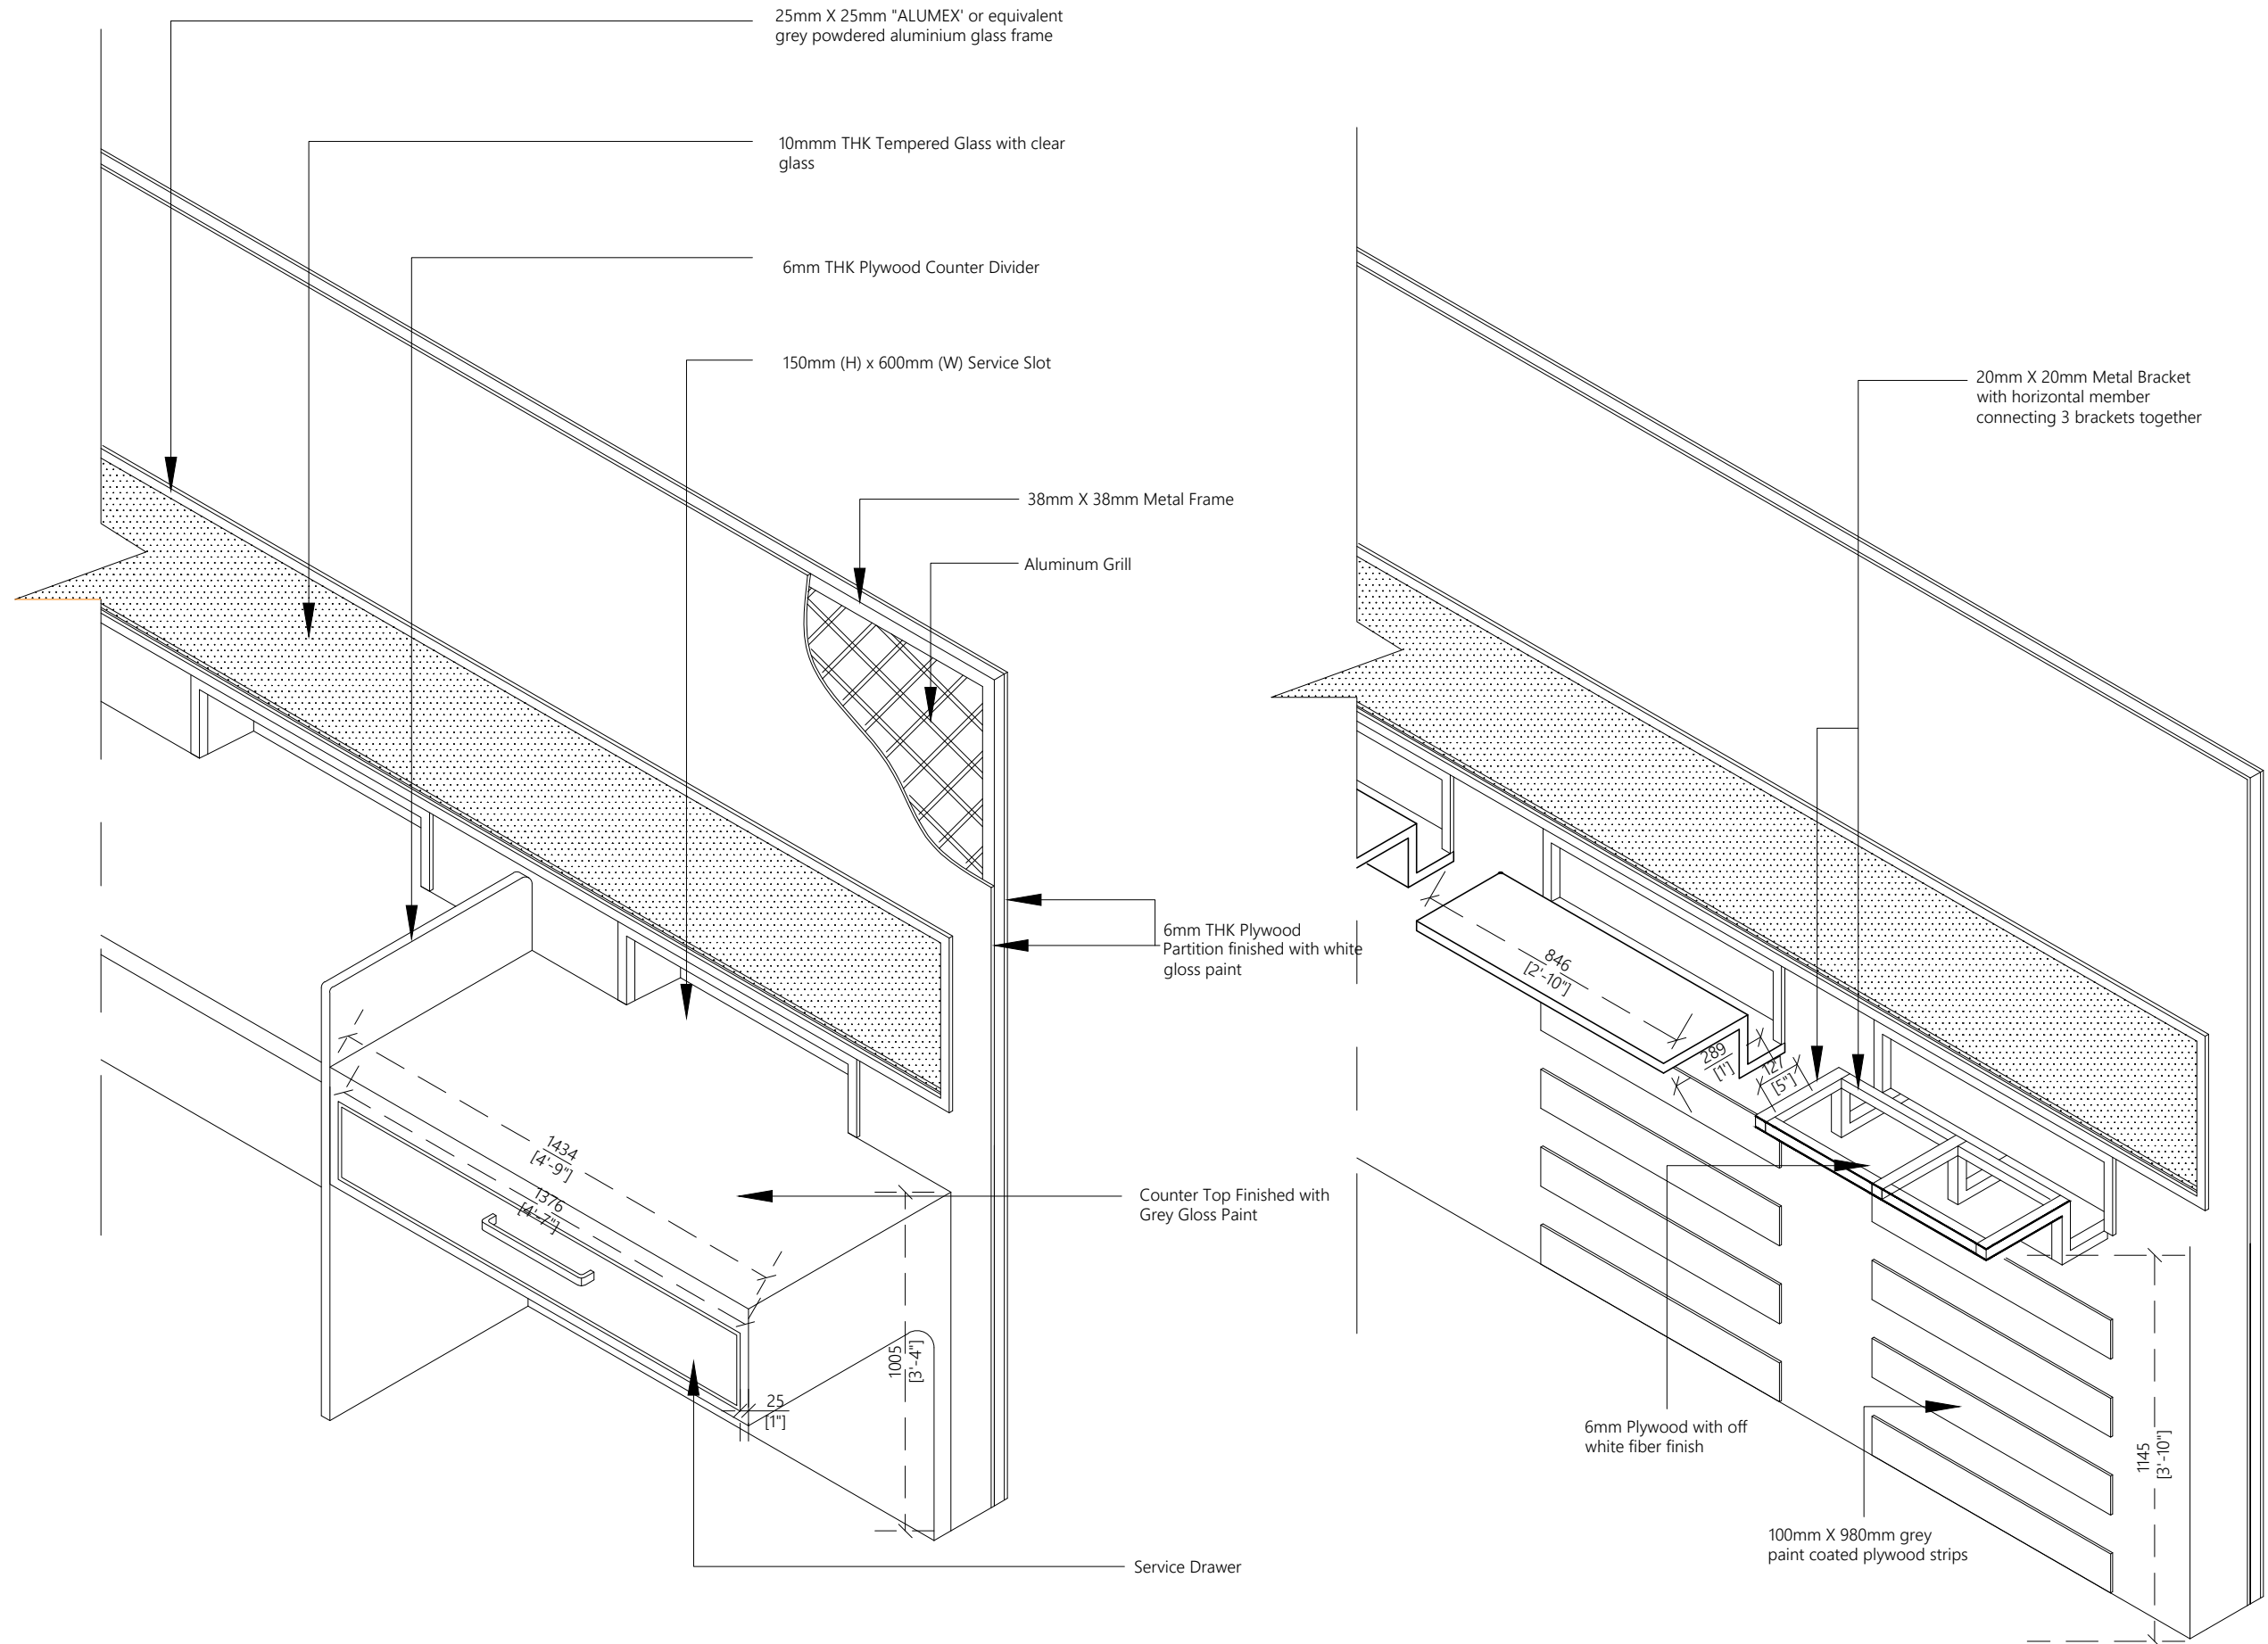 25mm X 25mm "ALUMEX' or equivalent
grey powdered aluminium glass frame
10mmm THK Tempered Glass with clear
glass
6mm THK Plywood Counter Divider
150mm (H) x 600mm (W) Service Slot
38mm X 38mm Metal Frame
Aluminum Grill
6mm THK Plywood
Partition finished with white
gloss paint
1434
[4'-9"]
1376
[4'-7"]
Counter Top Finished with
Grey Gloss Paint
1005
[3'-4"]
25
[1"]
Service Drawer
20mm X 20mm Metal Bracket
with horizontal member
connecting 3 brackets together
846
[2'-10"]
289
[1']
127
[5"]
6mm Plywood with off
white fiber finish
100mm X 980mm grey
paint coated plywood strips
1145
[3'-10"]